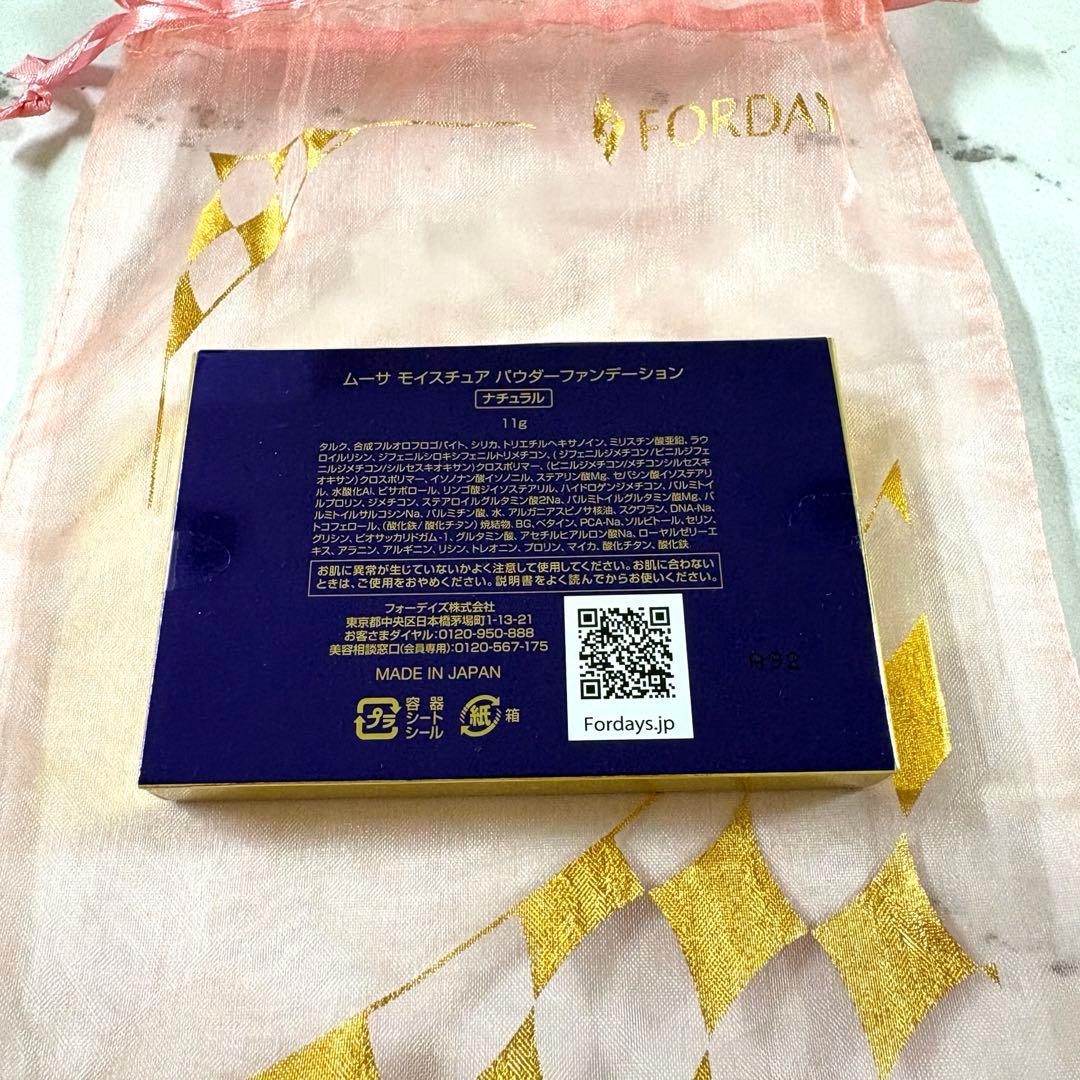 FORDAY
ムーサ モイスチュア パウダーファンデーション
ナチュラル
11g
タルク、合成フルオロフロゴパイト、シリカ、トリエチルヘキサノイン、ミリスチン酸亜鉛、ラウ
ロイルリシン、ジフェニルシロキシフェニルトリメチコン、(ジフェニルジメチコン/ビニルジフェ
ニルジメチコン/シルセスキオキサン)クロスポリマー、(ビニルジメチコン/メチコンシルセスキ
オキサン)クロスポリマー、イソノナン酸イソノニル、ステアリン酸Mg、セバシン酸イソステアリ
ル、水酸化Al、ビサボロール、リンゴ酸ジイソステアリル、ハイドロゲンジメチコン、パルミトイ
ルプロリン、ジメチコン、ステアロイルグルタミン酸2Na、パルミトイルグルタミン酸Mg、パ
ルミトイルサルコシンNa、パルミチン酸、水、アルガニアスピノサ核油、スクワラン、DNA-Na、
トコフェロール、(酸化鉄/酸化チタン)焼結物、BG、ベタイン、PCA-Na、ソルビトール、セリン、
グリシン、ビオサッカリドガム-1、グルタミン酸、アセチルヒアルロン酸Na、ローヤルゼリーエ
キス、アラニン、アルギニン、リシン、トレオニン、プロリン、マイカ、酸化チタン、酸化鉄
お肌に異常が生じていないかよく注意して使用してください。お肌に合わない
ときは、ご使用をおやめください。説明書をよく読んでからお使いください。
フォーデイズ株式会社
東京都中央区日本橋茅場町1-13-21
お客さまダイヤル:0120-950-888
美容相談窓口(会員専用):0120-567-175
MADE IN JAPAN
プラ
容器
シート
シール
紙
箱
Fordays.jp
A92